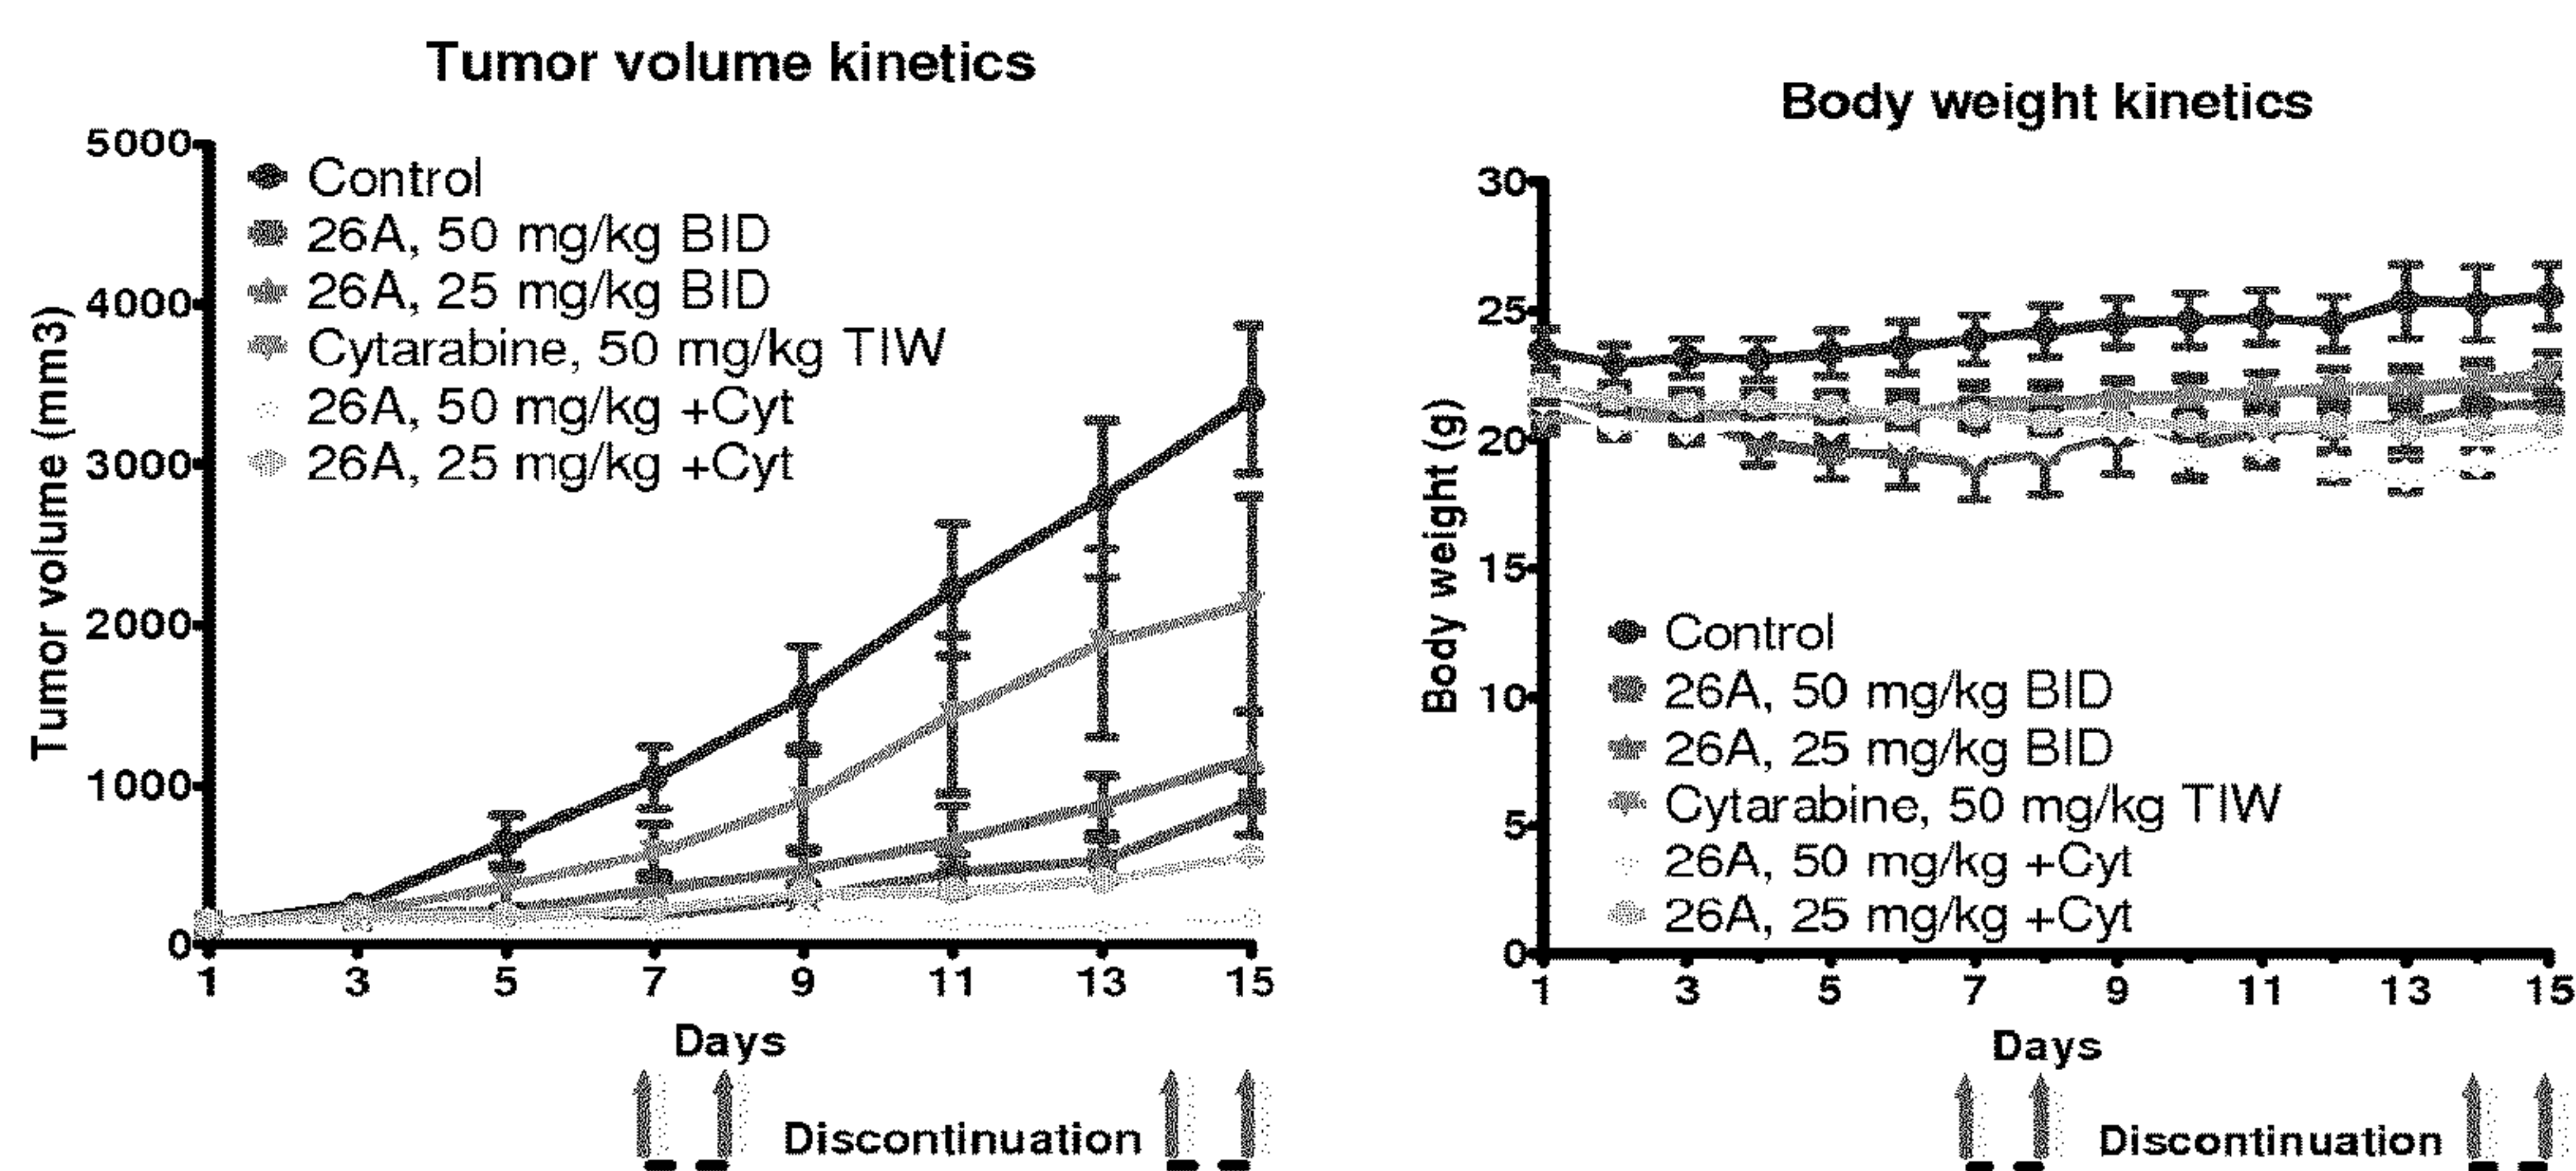 Tumor volume kinetics
Tumor volume (mm3)
5000
4000
3000
2000
1000
0
Control
26A, 50 mg/kg BID
26A, 25 mg/kg BID
Cytarabine, 50 mg/kg TIW
26A, 50 mg/kg +Cyt
26A, 25 mg/kg +Cyt
1 3 5 7 9 11 13 15
Days
Discontinuation
Body weight kinetics
Body weight (g)
30
25
20
15
10
5
0
Control
26A, 50 mg/kg BID
26A, 25 mg/kg BID
Cytarabine, 50 mg/kg TIW
26A, 50 mg/kg +Cyt
26A, 25 mg/kg +Cyt
1 3 5 7 9 11 13 15
Days
Discontinuation